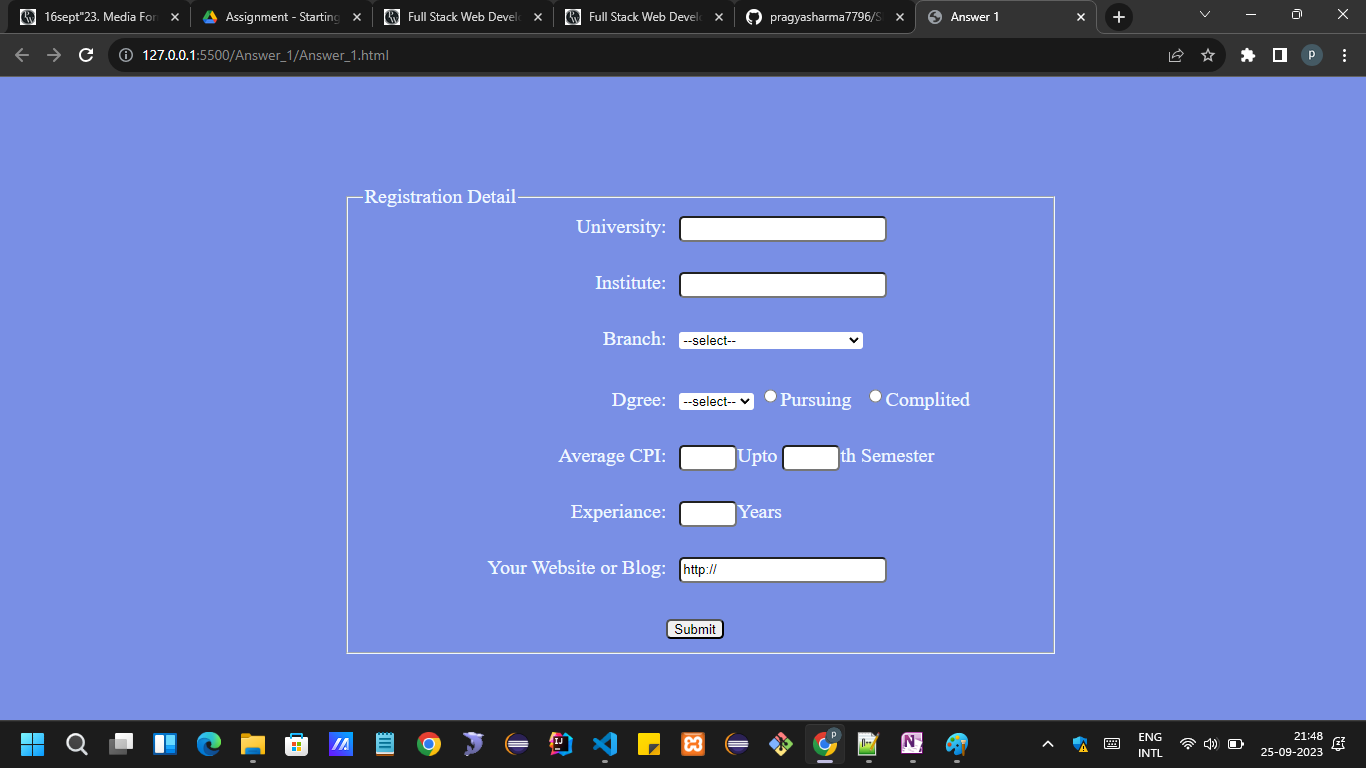 16sept"23. Media For
Assignment - Starting
Full Stack Web Devel
Full Stack Web Devel
pragyasharma7796/S
Answer 1
127.0.0.1:5500/Answer_1/Answer_1.html
p
Registration Detail
University:
Institute:
Branch: --select--
Dgree: --select-- Pursuing Complited
Average CPI: Upto th Semester
Experiance: Years
Your Website or Blog: http://
Submit
ENG
INTL
21:48
25-09-2023